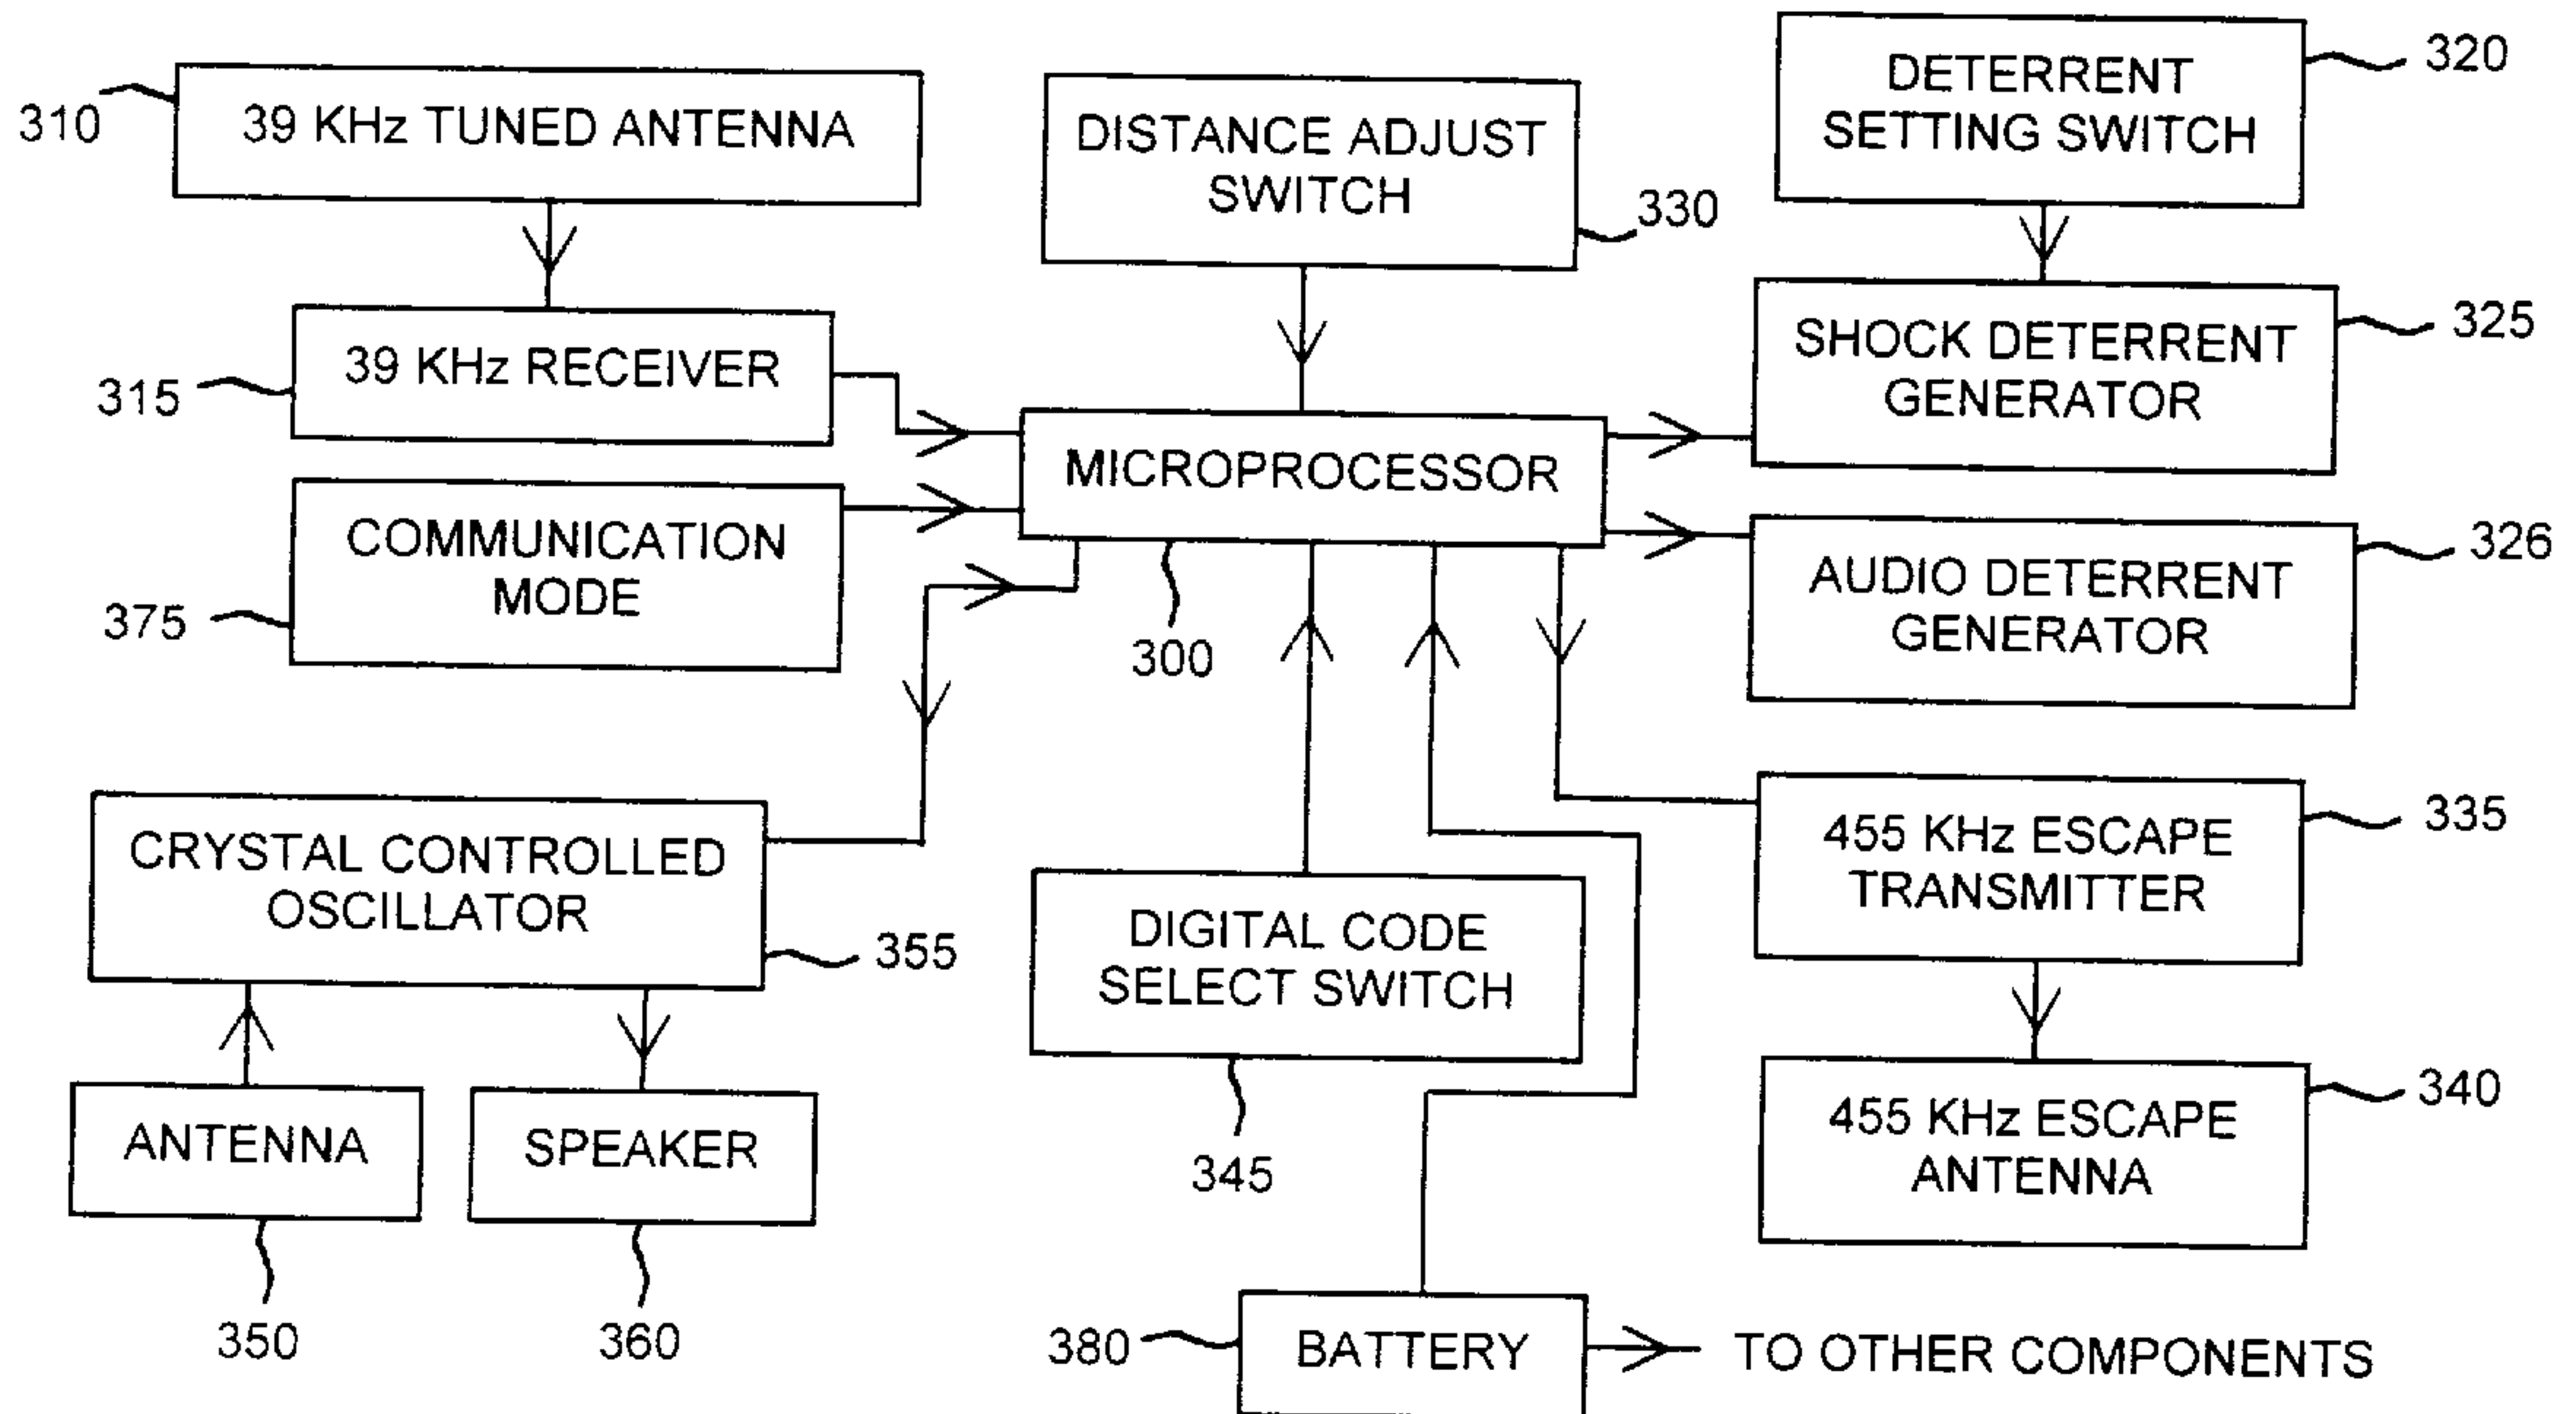 310
39 KHz TUNED ANTENNA
DISTANCE ADJUST
SWITCH
330
DETERRENT
SETTING SWITCH
320
315
39 KHz RECEIVER
SHOCK DETERRENT
GENERATOR
325
MICROPROCESSOR
300
COMMUNICATION
MODE
375
AUDIO DETERRENT
GENERATOR
326
CRYSTAL CONTROLLED
OSCILLATOR
355
DIGITAL CODE
SELECT SWITCH
345
455 KHz ESCAPE
TRANSMITTER
335
ANTENNA
350
SPEAKER
360
455 KHz ESCAPE
ANTENNA
340
380
BATTERY
TO OTHER COMPONENTS